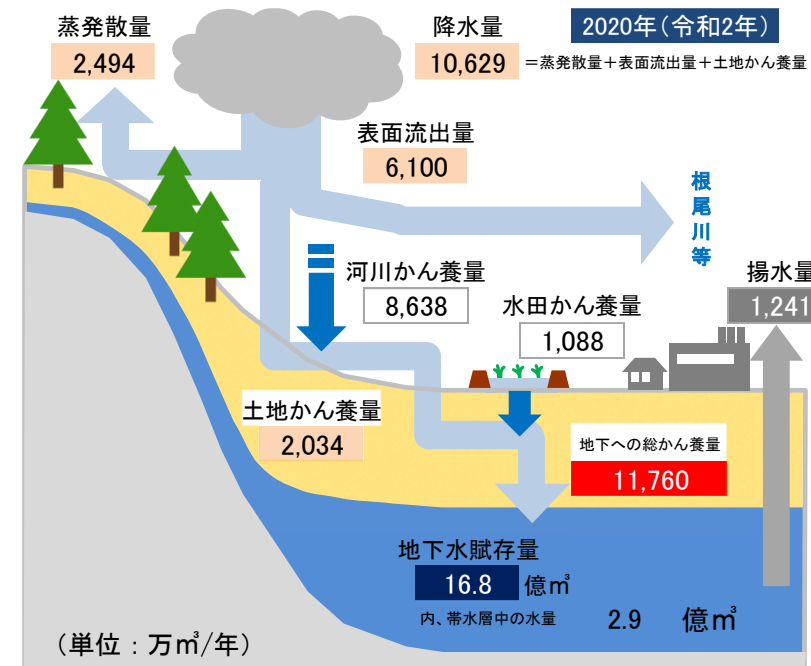 2020年(令和2年)
蒸発散量
2,494
降水量
10,629
=蒸発散量+表面流出量+土地かん養量
表面流出量
6,100
根尾川等
河川かん養量
8,638
水田かん養量
1,088
揚水量
1,241
土地かん養量
2,034
地下への総かん養量
11,760
地下水賦存量
16.8 億㎥
内、帯水層中の水量 2.9 億㎥
(単位:万㎥/年)